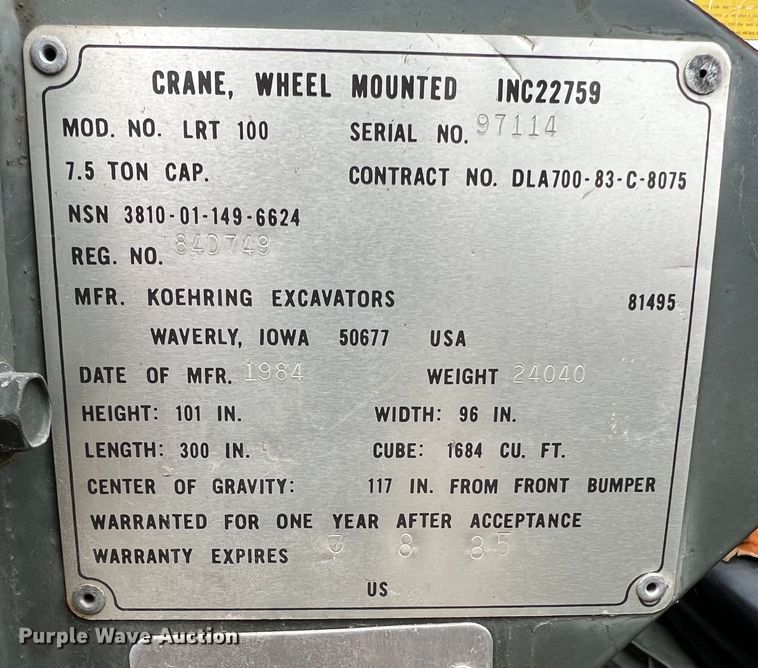 CRANE, WHEEL MOUNTED INC22759
MOD. NO. LRT 100 SERIAL NO. 97114
7.5 TON CAP. CONTRACT NO. DLA700-83-C-8075
NSN 3810-01-149-6624
REG. NO. 84D749
MFR. KOEHRING EXCAVATORS 81495
WAVERLY, IOWA 50677 USA
DATE OF MFR. 1984 WEIGHT 24040
HEIGHT: 101 IN. WIDTH: 96 IN.
LENGTH: 300 IN. CUBE: 1684 CU. FT.
CENTER OF GRAVITY: 117 IN. FROM FRONT BUMPER
WARRANTED FOR ONE YEAR AFTER ACCEPTANCE
WARRANTY EXPIRES 7 8 85
US
Purple Wave Auction